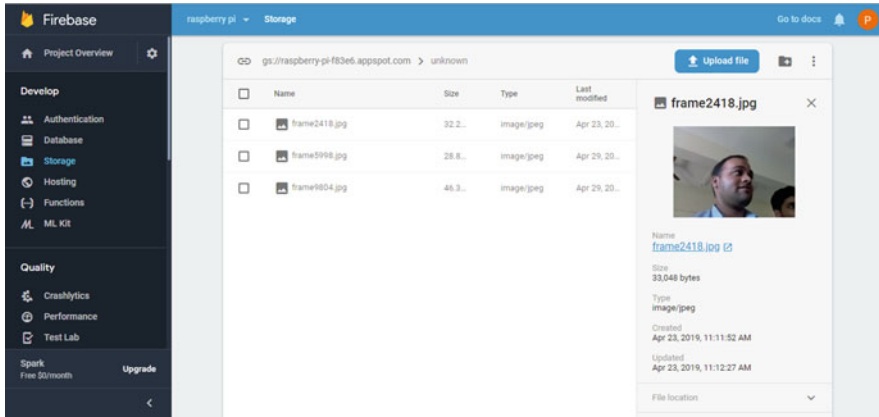 Firebase
raspberry pi
Storage
Go to docs
P
Project Overview
gs://raspberry-pi-f83e6.appspot.com > unknown
Upload file
Develop
Authentication
Database
Storage
Hosting
Functions
ML Kit
Quality
Crashlytics
Performance
Test Lab
Spark
Free $0/month
Upgrade
Name Size Type Last modified
frame2418.jpg 32.2... image/jpeg Apr 23, 20...
frame5998.jpg 28.8... image/jpeg Apr 29, 20...
frame9804.jpg 46.3... image/jpeg Apr 29, 20...
frame2418.jpg
Name
frame2418.jpg
Size
33,048 bytes
Type
image/jpeg
Created
Apr 23, 2019, 11:11:52 AM
Updated
Apr 23, 2019, 11:12:27 AM
File location